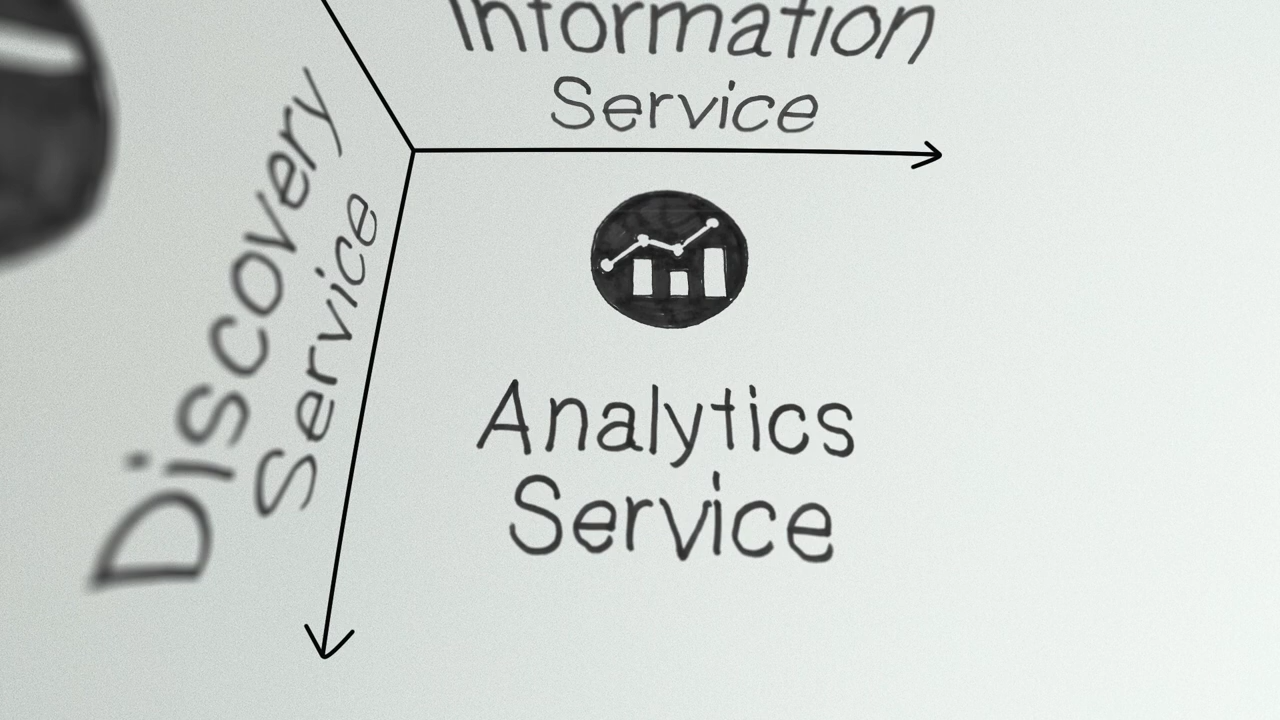 Information
Service
Discovery
Service
Analytics
Service